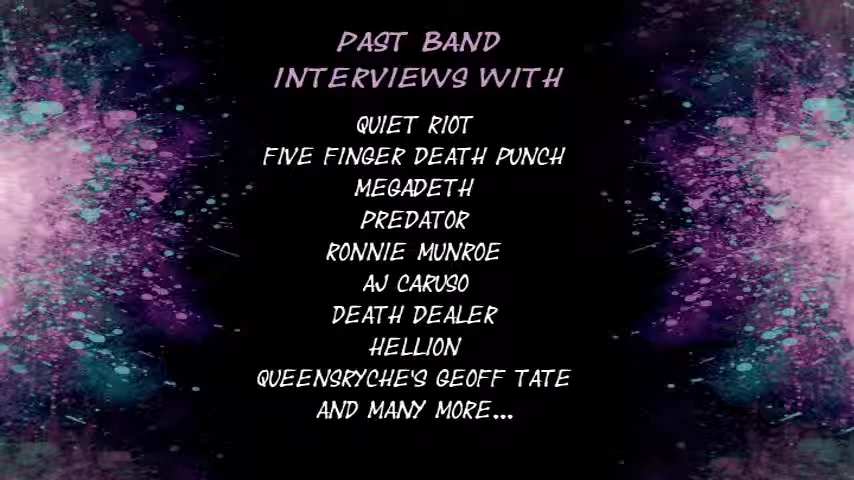 PAST BAND
INTERVIEWS WITH
QUIET RIOT
FIVE FINGER DEATH PUNCH
MEGADETH
PREDATOR
RONNIE MUNROE
AJ CARUSO
DEATH DEALER
HELLION
QUEENSRYCHE'S GEOFF TATE
AND MANY MORE...